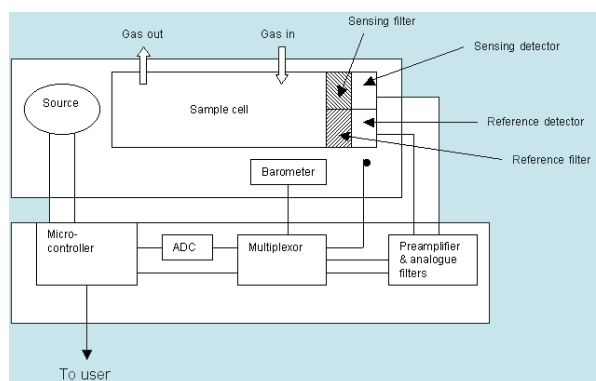 Sensing filter
Gas out
Gas in
Sensing detector
Source
Sample cell
Reference detector
Reference filter
Barometer
Micro-
controller
ADC
Multiplexor
Preamplifier
& analogue
filters
To user